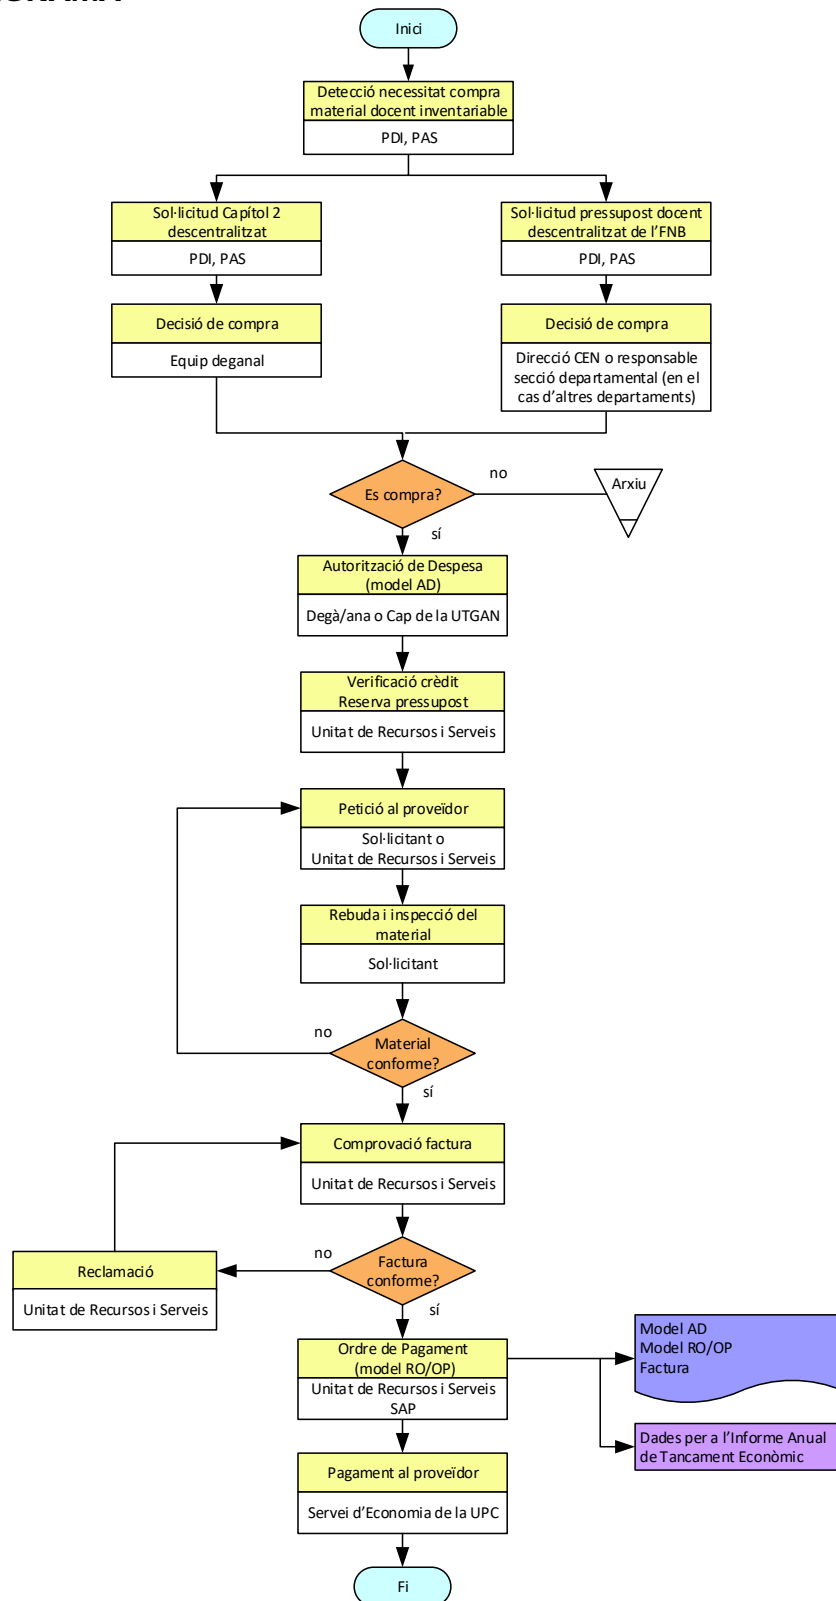 Inici
Detecció necessitat compra
material docent inventariable
PDI, PAS
Sol·licitud Capítol 2
descentralitzat
PDI, PAS
Sol·licitud pressupost docent
descentralitzat de l’FNB
PDI, PAS
Decisió de compra
Equip deganal
Decisió de compra
Direcció CEN o responsable
secció departamental (en el
cas d’altres departaments)
Es compra?
no
Arxiu
sí
Autorització de Despesa
(model AD)
Degà/ana o Cap de la UTGAN
Verificació crèdit
Reserva pressupost
Unitat de Recursos i Serveis
Petició al proveïdor
Sol·licitant o
Unitat de Recursos i Serveis
Rebuda i inspecció del
material
Sol·licitant
no
Material
conforme?
sí
Comprovació factura
Unitat de Recursos i Serveis
no
Factura
conforme?
sí
Reclamació
Unitat de Recursos i Serveis
Ordre de Pagament
(model RO/OP)
Unitat de Recursos i Serveis
SAP
Model AD
Model RO/OP
Factura
Dades per a l’Informe Anual
de Tancament Econòmic
Pagament al proveïdor
Servei d’Economia de la UPC
Fi